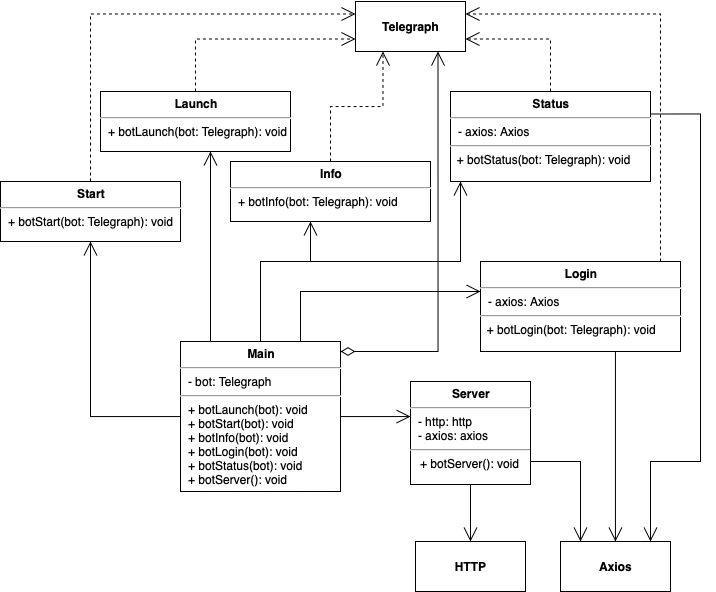 Telegraph
Launch
+ botLaunch(bot: Telegraph): void
Status
- axios: Axios
+ botStatus(bot: Telegraph): void
Info
+ botInfo(bot: Telegraph): void
Start
+ botStart(bot: Telegraph): void
Login
- axios: Axios
+ botLogin(bot: Telegraph): void
Main
- bot: Telegraph
+ botLaunch(bot): void
+ botStart(bot): void
+ botInfo(bot): void
+ botLogin(bot): void
+ botStatus(bot): void
+ botServer(): void
Server
- http: http
- axios: axios
+ botServer(): void
HTTP
Axios